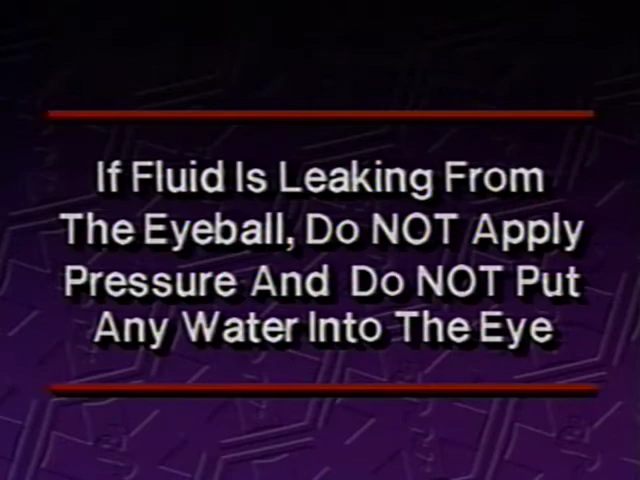 If Fluid Is Leaking From
The Eyeball, Do NOT Apply
Pressure And Do NOT Put
Any Water Into The Eye